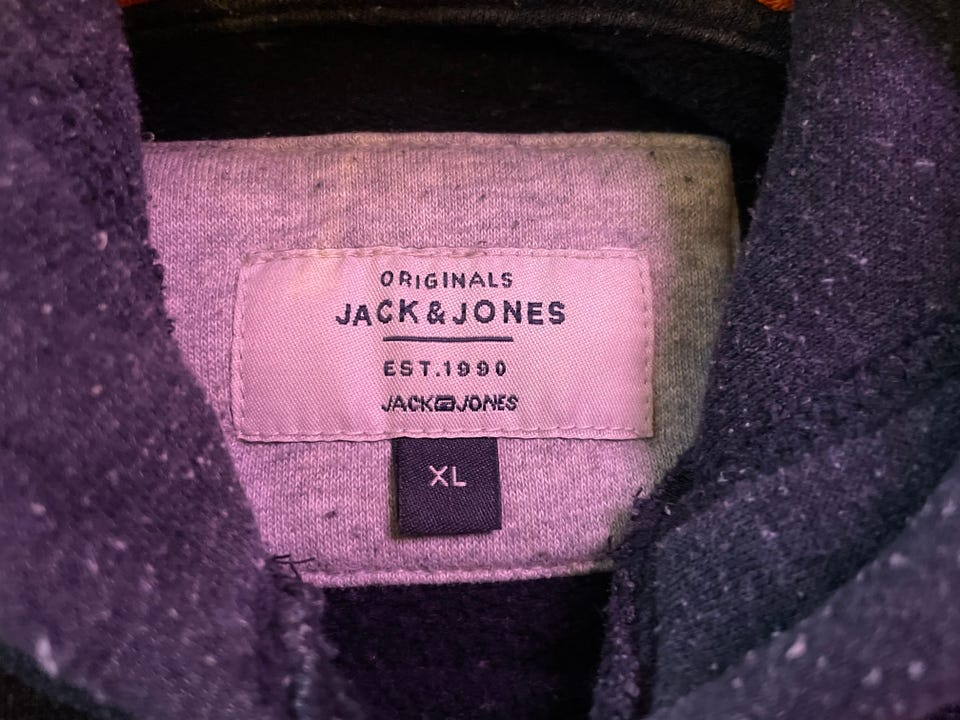 ORIGINALS
JACK&JONES
EST.1990
JACK JONES
XL